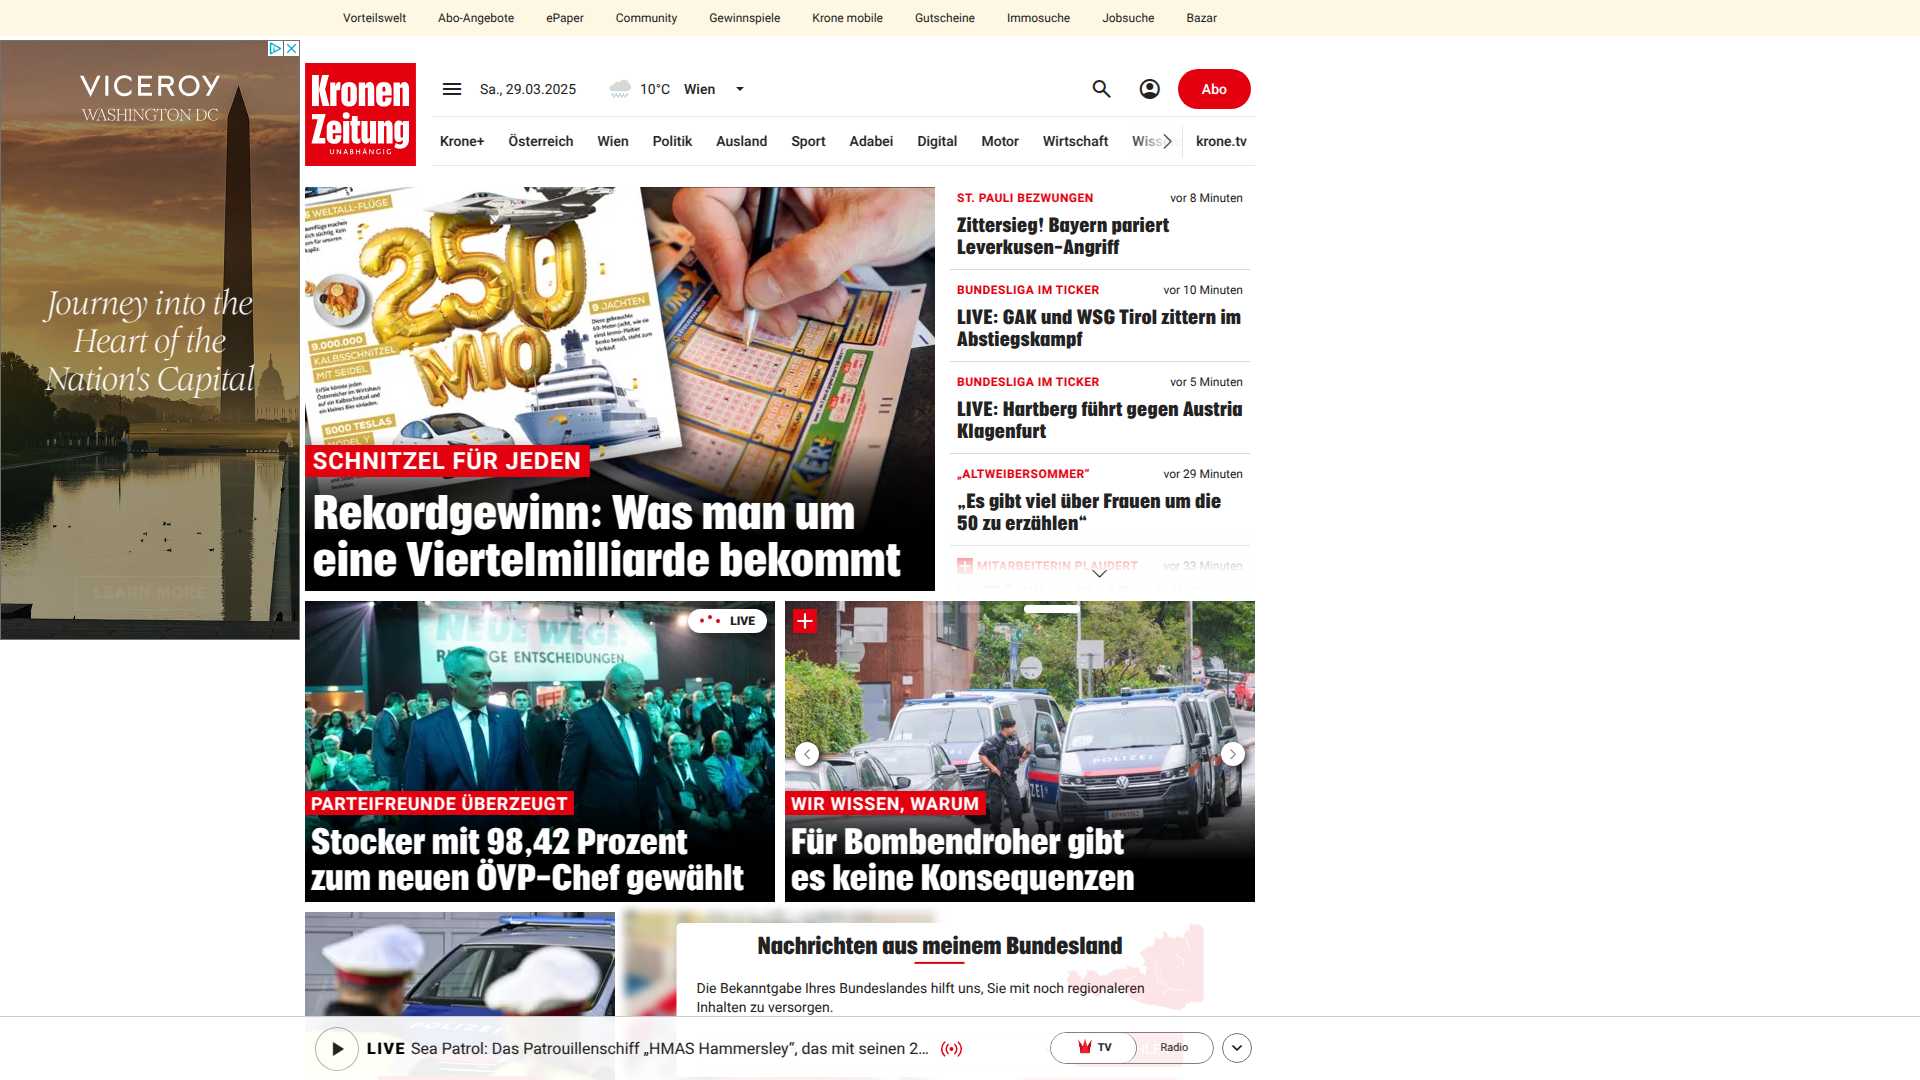 Vorteilswelt Abo-Angebote ePaper Community Gewinnspiele Krone mobile Gutscheine Immosuche Jobsuche Bazar
VICEROY
WASHINGTON DC
Journey into the
Heart of the
Nation's Capital
LEARN MORE
Kronen
Zeitung
UNABHÄNGIG
Sa., 29.03.2025 10°C Wien
Abo
Krone+ Österreich Wien Politik Ausland Sport Adabei Digital Motor Wirtschaft Wiss krone.tv
WELTALL-FLÜGE
250
MIO
9.000.000
KALBSSCHNITZEL
MIT SEIDEL
9 JACHTEN
5000 TESLAS
MODEL Y
SCHNITZEL FÜR JEDEN
Rekordgewinn: Was man um
eine Viertelmilliarde bekommt
ST. PAULI BEZWUNGEN vor 8 Minuten
Zittersieg! Bayern pariert
Leverkusen-Angriff
BUNDESLIGA IM TICKER vor 10 Minuten
LIVE: GAK und WSG Tirol zittern im
Abstiegskampf
BUNDESLIGA IM TICKER vor 5 Minuten
LIVE: Hartberg führt gegen Austria
Klagenfurt
„ALTWEIBERSOMMER“ vor 29 Minuten
„Es gibt viel über Frauen um die
50 zu erzählen“
MITARBEITERIN PLAUDERT vor 33 Minuten
LIVE
NEUE WEGE.
ENTSCHEIDUNGEN.
PARTEIFREUNDE ÜBERZEUGT
Stocker mit 98,42 Prozent
zum neuen ÖVP-Chef gewählt
POLIZEI
WIR WISSEN, WARUM
Für Bombendroher gibt
es keine Konsequenzen
Nachrichten aus meinem Bundesland
Die Bekanntgabe Ihres Bundeslandes hilft uns, Sie mit noch regionaleren
Inhalten zu versorgen.
POLIZEI
LIVE Sea Patrol: Das Patrouillenschiff „HMAS Hammersley“, das mit seinen 2...
TV Radio